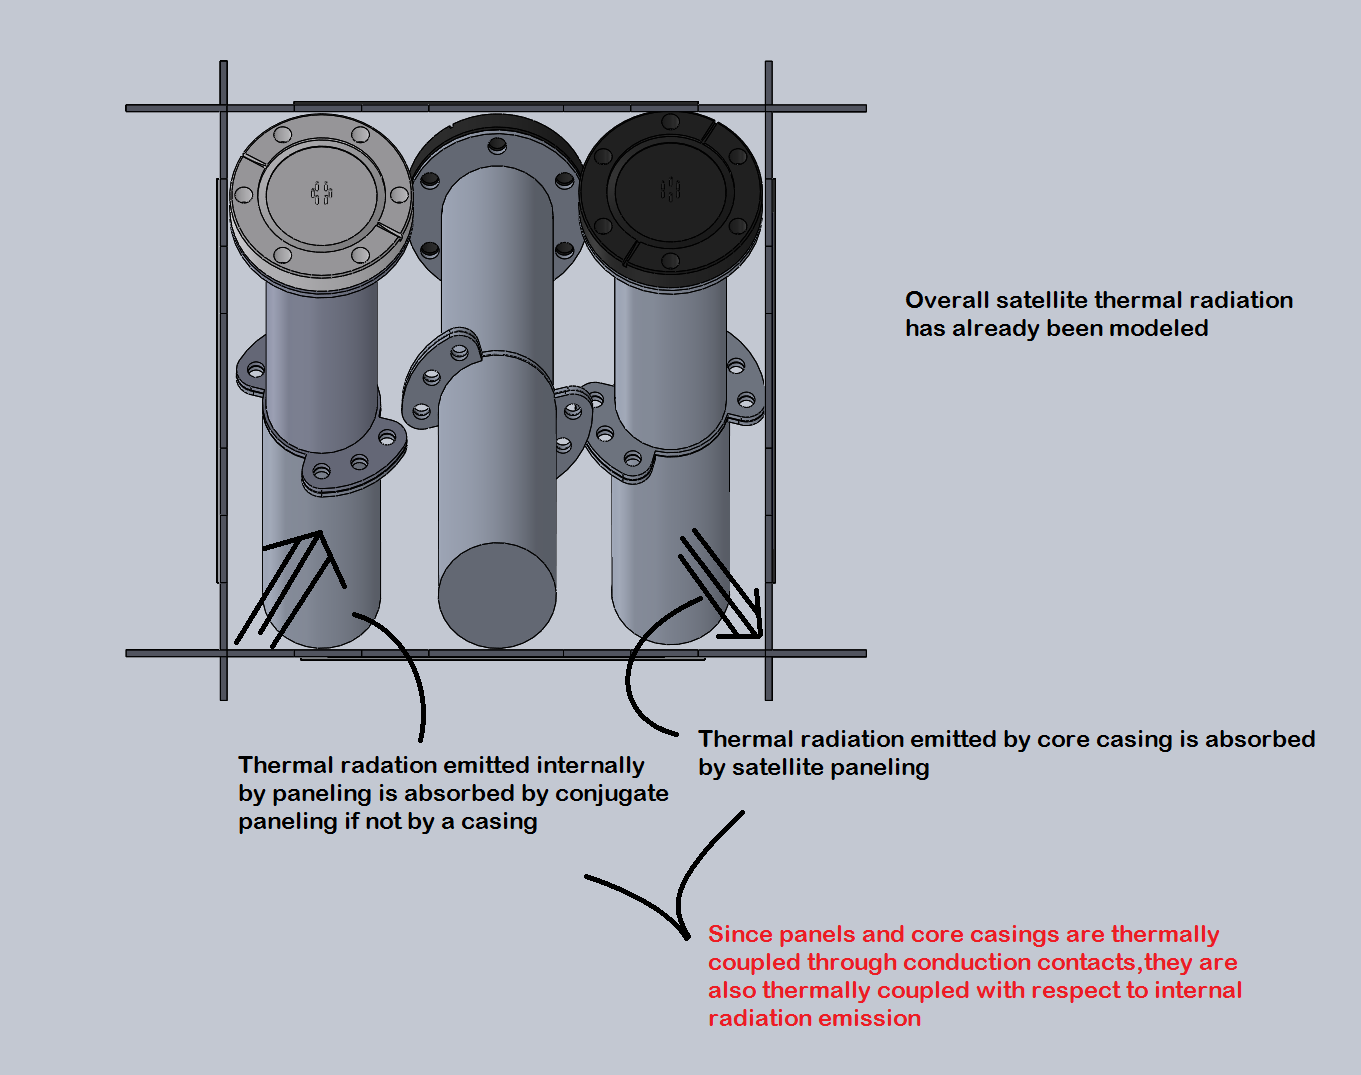 Overall satellite thermal radiation
has already been modeled
Thermal radiation emitted by core casing is absorbed
by satellite paneling
Thermal radation emitted internally
by paneling is absorbed by conjugate
paneling if not by a casing
Since panels and core casings are thermally
coupled through conduction contacts,they are
also thermally coupled with respect to internal
radiation emission